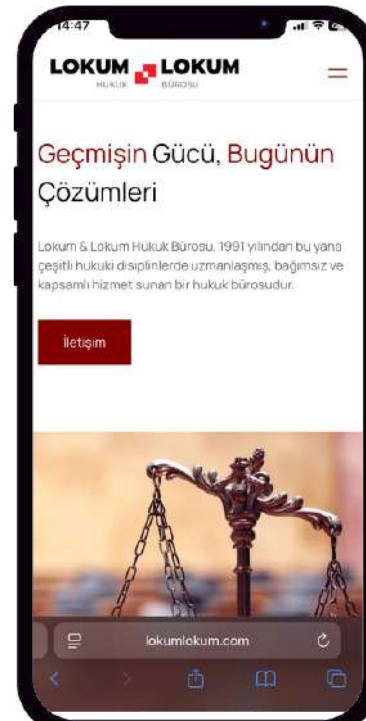 14:47
LOKUM LOKUM
HUKUK BÜROSU
Geçmişin Gücü, Bugünün
Çözümleri
Lokum & Lokum Hukuk Bürosu, 1991 yılından bu yana
çeşitli hukuki disiplinlerde uzmanlaşmış, bağımsız ve
kapsamlı hizmet sunan bir hukuk bürosudur.
İletişim
lokumlokum.com